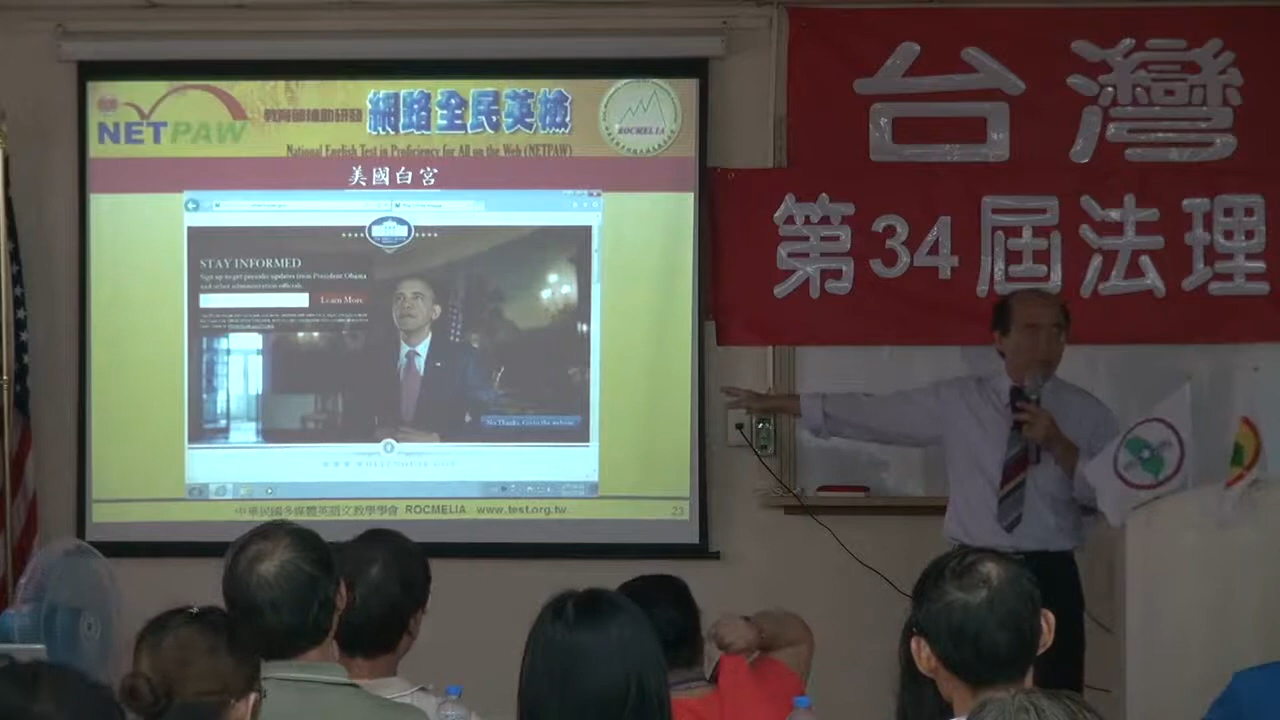 NETPAW
教育部補助研發 網路全民英檢
National English Test in Proficiency for All on the Web (NETPAW)
ROCMELIA
美國白宮
STAY INFORMED
Sign up to get periodic updates from President Obama
and other administration officials.
Learn More
No Thanks. Go to the website
WWW.WHITEHOUSE.GOV
中華民國多媒體英語文教學學會 ROCMELIA www.test.org.tw
23
台灣
第34屆法理